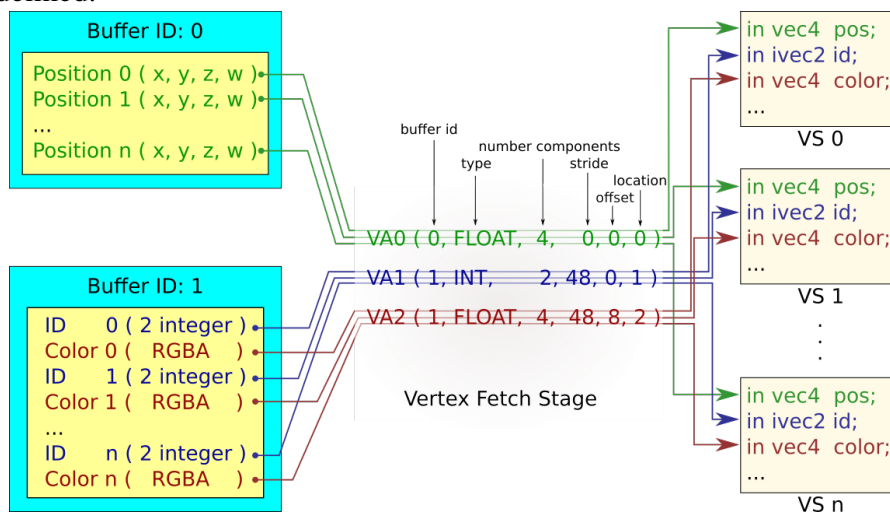 Buffer ID: 0
Position 0 ( x, y, z, w )
Position 1 ( x, y, z, w )
...
Position n ( x, y, z, w )
Buffer ID: 1
ID 0 ( 2 integer )
Color 0 ( RGBA )
ID 1 ( 2 integer )
Color 1 ( RGBA )
...
ID n ( 2 integer )
Color n ( RGBA )
buffer id
type
number components
stride
offset
location
VA0 ( 0, FLOAT, 4, 0, 0, 0 )
VA1 ( 1, INT, 2, 48, 0, 1 )
VA2 ( 1, FLOAT, 4, 48, 8, 2 )
Vertex Fetch Stage
in vec4 pos;
in ivec2 id;
in vec4 color;
...
VS 0
in vec4 pos;
in ivec2 id;
in vec4 color;
...
VS 1
.
.
.
in vec4 pos;
in ivec2 id;
in vec4 color;
...
VS n